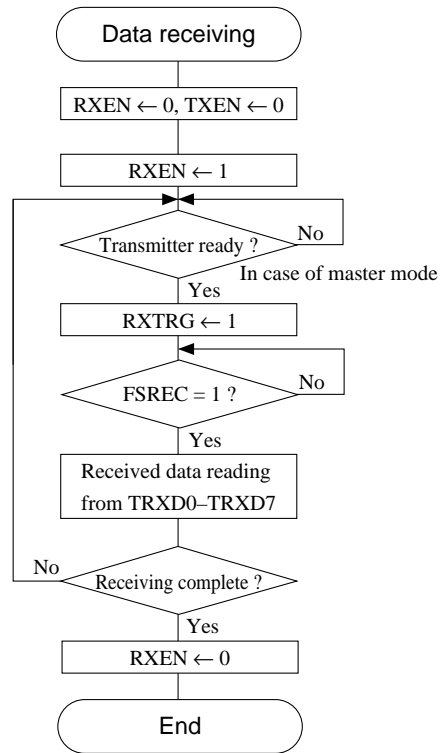 Data receiving
RXEN ← 0, TXEN ← 0
RXEN ← 1
Transmitter ready ?
No
In case of master mode
Yes
RXTRG ← 1
FSREC = 1 ?
No
Yes
Received data reading
from TRXD0–TRXD7
No
Receiving complete ?
Yes
RXEN ← 0
End